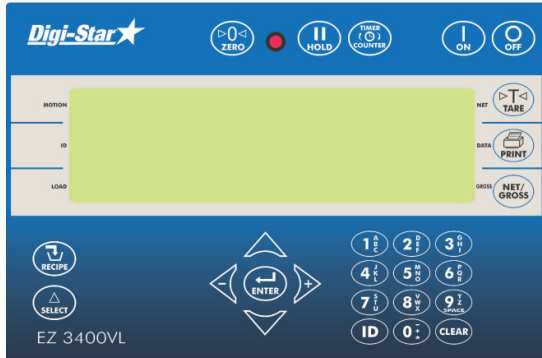 Digi-Star
0
ZERO
HOLD
TIMER
COUNTER
ON
OFF
MOTION
NET
T
TARE
ID
DATA
PRINT
LOAD
GROSS
NET/
GROSS
RECIPE
SELECT
ENTER
- +
1 A B C
2 D E F
3 G H I
4 J K L
5 M N O
6 P Q R
7 S T U
8 V W X
9 Y Z SPACE
ID
0 - . *
CLEAR
EZ 3400VL